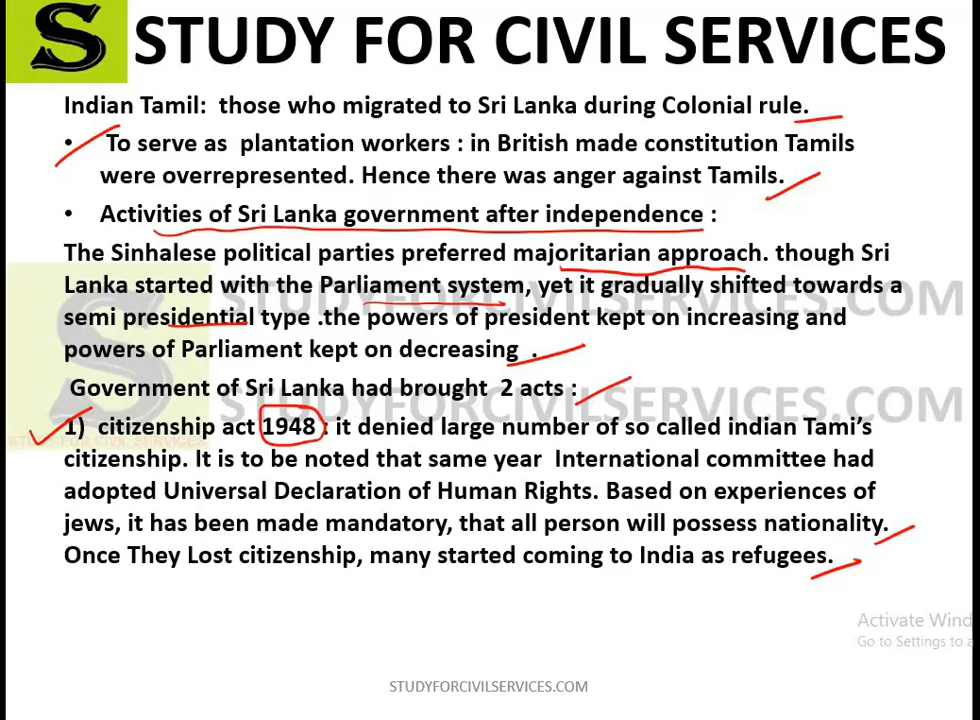 S STUDY FOR CIVIL SERVICES
Indian Tamil: those who migrated to Sri Lanka during Colonial rule.
• To serve as plantation workers : in British made constitution Tamils
were overrepresented. Hence there was anger against Tamils.
• Activities of Sri Lanka government after independence :
The Sinhalese political parties preferred majoritarian approach. though Sri
Lanka started with the Parliament system, yet it gradually shifted towards a
semi presidential type .the powers of president kept on increasing and
powers of Parliament kept on decreasing .
Government of Sri Lanka had brought 2 acts :
1) citizenship act 1948 : it denied large number of so called indian Tami's
citizenship. It is to be noted that same year International committee had
adopted Universal Declaration of Human Rights. Based on experiences of
jews, it has been made mandatory, that all person will possess nationality.
Once They Lost citizenship, many started coming to India as refugees.
STUDYFORCIVILSERVICES.COM
STUDYFORCIVILSERVICES.COM
Activate Wind
Go to Settings to a
STUDYFORCIVILSERVICES.COM